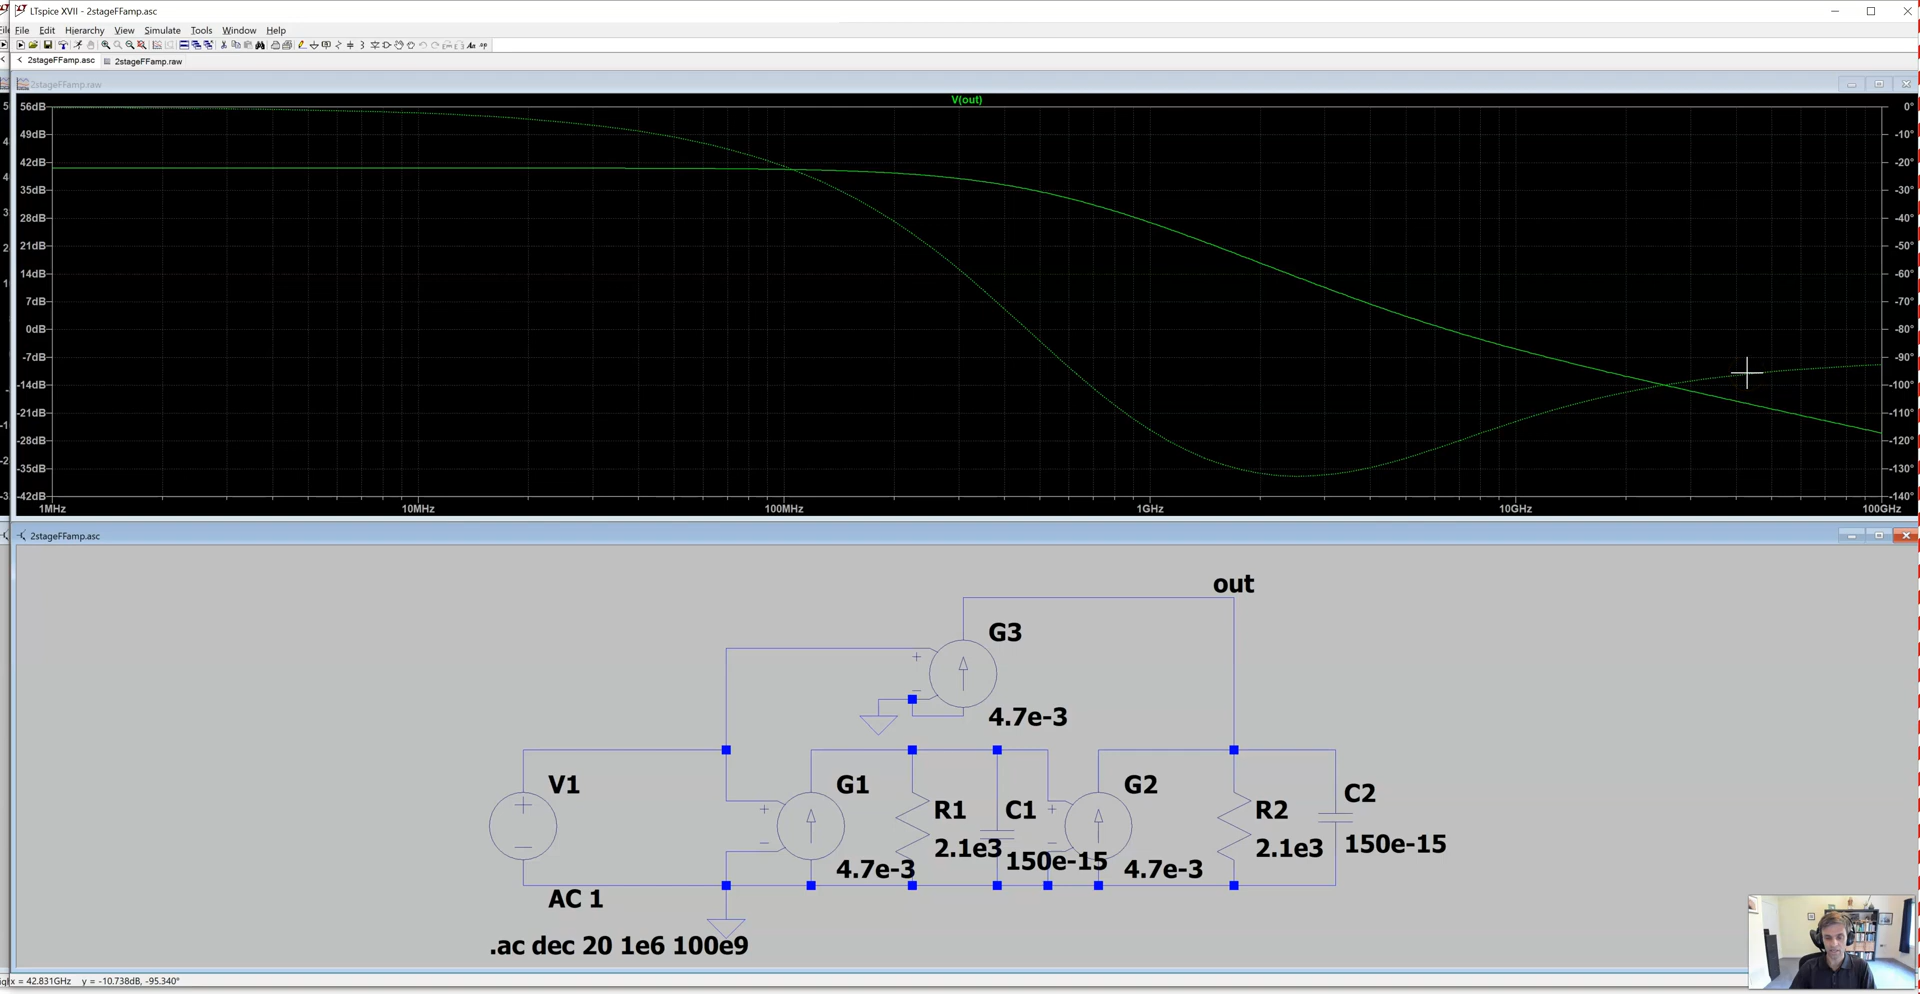 LTspice XVII - 2stageFFamp.asc
File Edit Hierarchy View Simulate Tools Window Help
2stageFFamp.asc 2stageFFamp.raw
2stageFFamp.raw
V(out)
56dB 0°
49dB -10°
42dB -20°
35dB -30°
28dB -40°
21dB -50°
14dB -60°
7dB -70°
0dB -80°
-7dB -90°
-14dB -100°
-21dB -110°
-28dB -120°
-35dB -130°
-42dB -140°
1MHz 10MHz 100MHz 1GHz 10GHz 100GHz
2stageFFamp.asc
out
G3
4.7e-3
V1
AC 1
G1
4.7e-3
R1
2.1e3
C1
150e-15
G2
4.7e-3
R2
2.1e3
C2
150e-15
.ac dec 20 1e6 100e9
x = 42.831GHz y = -10.738dB, -95.340°